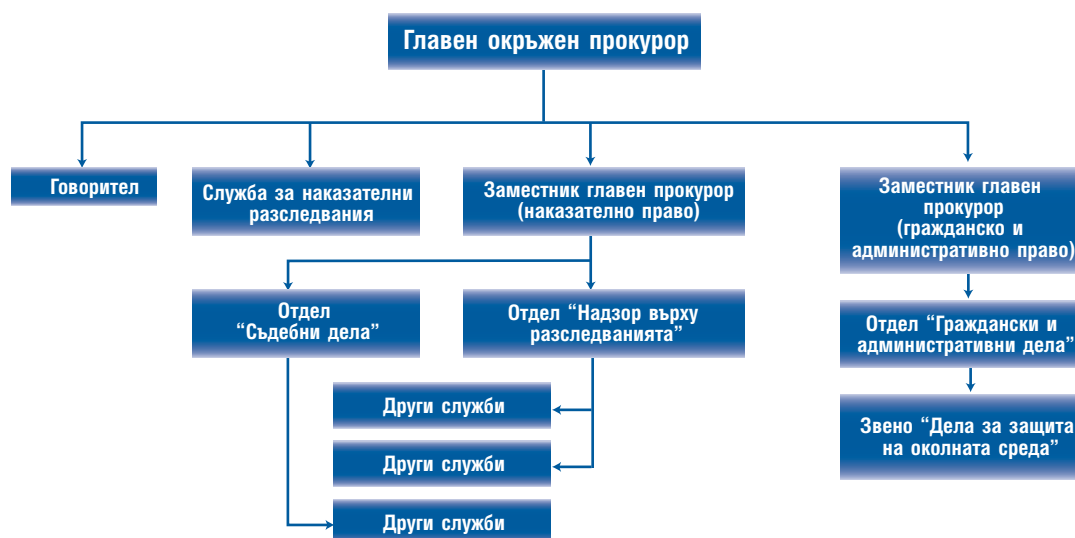 Главен окръжен прокурор
Говорител
Служба за наказателни
разследвания
Заместник главен прокурор
(наказателно право)
Заместник главен
прокурор
(гражданско и
административно право)
Отдел
“Съдебни дела”
Отдел “Надзор върху
разследванията”
Отдел “Граждански и
административни дела”
Други служби
Други служби
Други служби
Звено “Дела за защита
на околната среда”